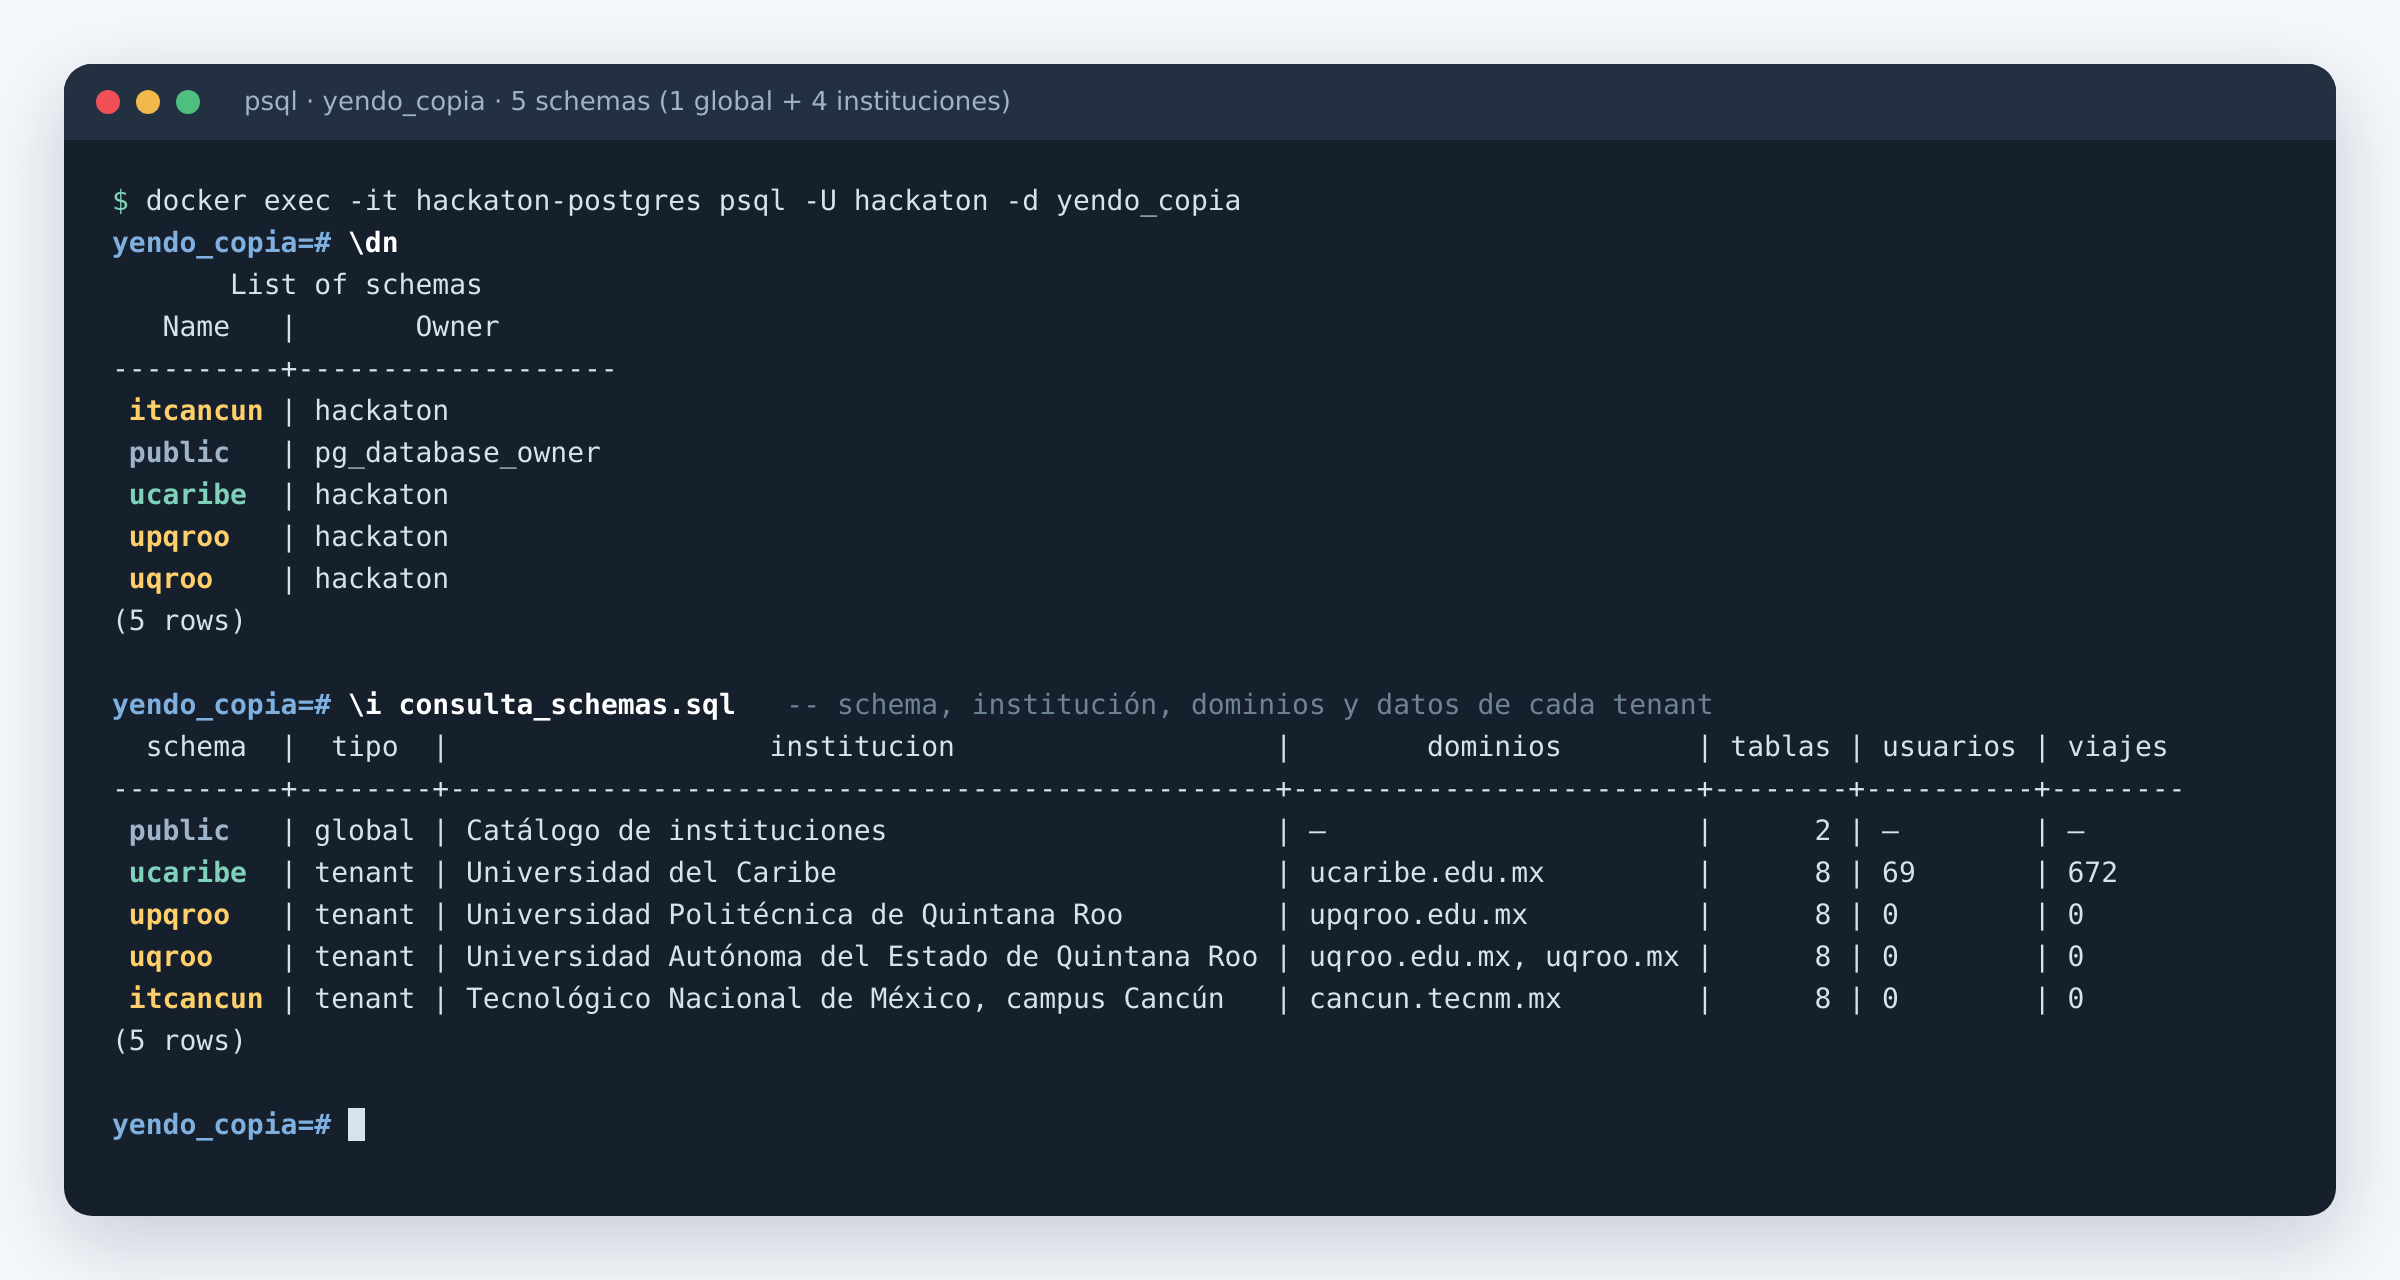 psql · yendo_copia · 5 schemas (1 global + 4 instituciones)
$ docker exec -it hackaton-postgres psql -U hackaton -d yendo_copia
yendo_copia=# \dn
       List of schemas
   Name   |       Owner
----------+-------------------
 itcancun | hackaton
 public   | pg_database_owner
 ucaribe  | hackaton
 upqroo   | hackaton
 uqroo    | hackaton
(5 rows)
yendo_copia=# \i consulta_schemas.sql   -- schema, institución, dominios y datos de cada tenant
  schema  |  tipo  |                   institucion                   |        dominios        | tablas | usuarios | viajes
----------+--------+-------------------------------------------------+------------------------+--------+----------+--------
 public   | global | Catálogo de instituciones                       | —                      |      2 | —        | —
 ucaribe  | tenant | Universidad del Caribe                          | ucaribe.edu.mx         |      8 | 69       | 672
 upqroo   | tenant | Universidad Politécnica de Quintana Roo         | upqroo.edu.mx          |      8 | 0        | 0
 uqroo    | tenant | Universidad Autónoma del Estado de Quintana Roo | uqroo.edu.mx, uqroo.mx |      8 | 0        | 0
 itcancun | tenant | Tecnológico Nacional de México, campus Cancún   | cancun.tecnm.mx        |      8 | 0        | 0
(5 rows)
yendo_copia=#